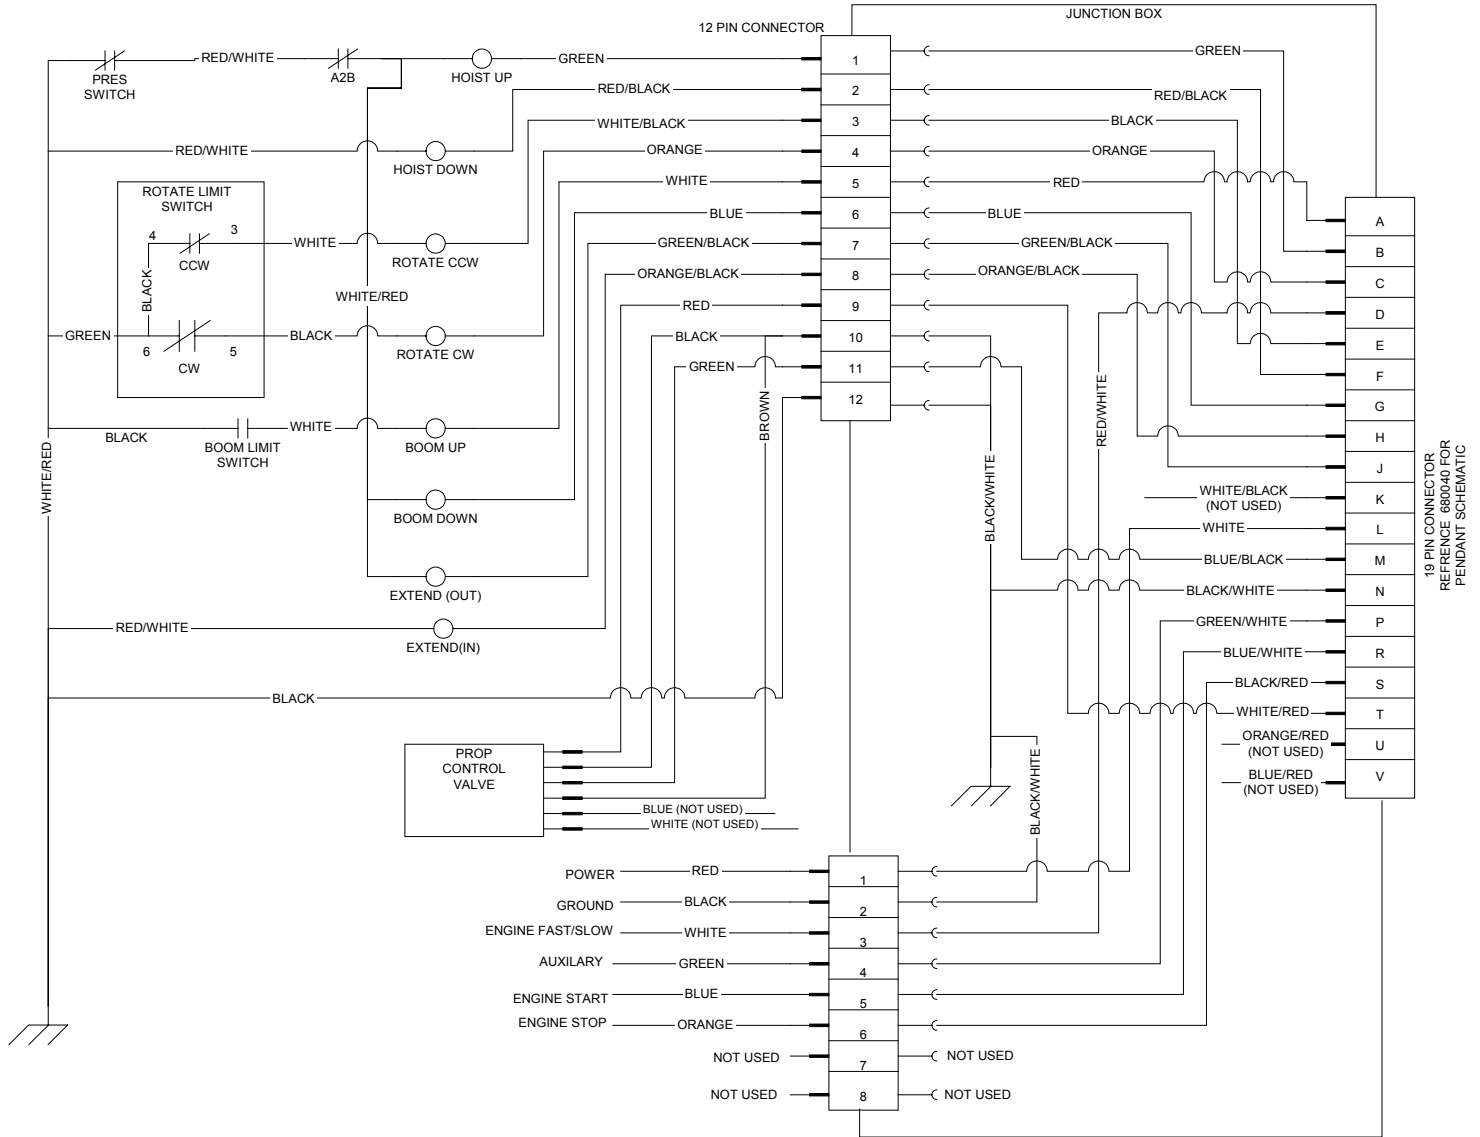 JUNCTION BOX
12 PIN CONNECTOR
PRES
SWITCH
RED/WHITE
A2B
HOIST UP
GREEN
1
GREEN
RED/BLACK
2
RED/BLACK
WHITE/BLACK
3
BLACK
RED/WHITE
HOIST DOWN
ORANGE
4
ORANGE
ROTATE LIMIT
SWITCH
WHITE
5
RED
BLUE
6
BLUE
4
3
CCW
WHITE
ROTATE CCW
GREEN/BLACK
7
GREEN/BLACK
BLACK
WHITE/RED
ORANGE/BLACK
8
ORANGE/BLACK
RED
9
GREEN
6
5
CW
BLACK
ROTATE CW
BLACK
10
GREEN
11
BROWN
12
BLACK
BOOM LIMIT
SWITCH
WHITE
BOOM UP
WHITE/RED
BOOM DOWN
EXTEND (OUT)
RED/WHITE
EXTEND(IN)
BLACK
PROP
CONTROL
VALVE
BLUE (NOT USED)
WHITE (NOT USED)
BLACK/WHITE
BLACK/WHITE
RED/WHITE
A
B
C
D
E
F
G
H
J
WHITE/BLACK
(NOT USED)
K
WHITE
L
BLUE/BLACK
M
BLACK/WHITE
N
GREEN/WHITE
P
BLUE/WHITE
R
BLACK/RED
S
WHITE/RED
T
ORANGE/RED
(NOT USED)
U
BLUE/RED
(NOT USED)
V
19 PIN CONNECTOR
REFRENCE 680040 FOR
PENDANT SCHEMATIC
POWER
RED
1
GROUND
BLACK
2
ENGINE FAST/SLOW
WHITE
3
AUXILARY
GREEN
4
ENGINE START
BLUE
5
ENGINE STOP
ORANGE
6
NOT USED
7
NOT USED
NOT USED
8
NOT USED